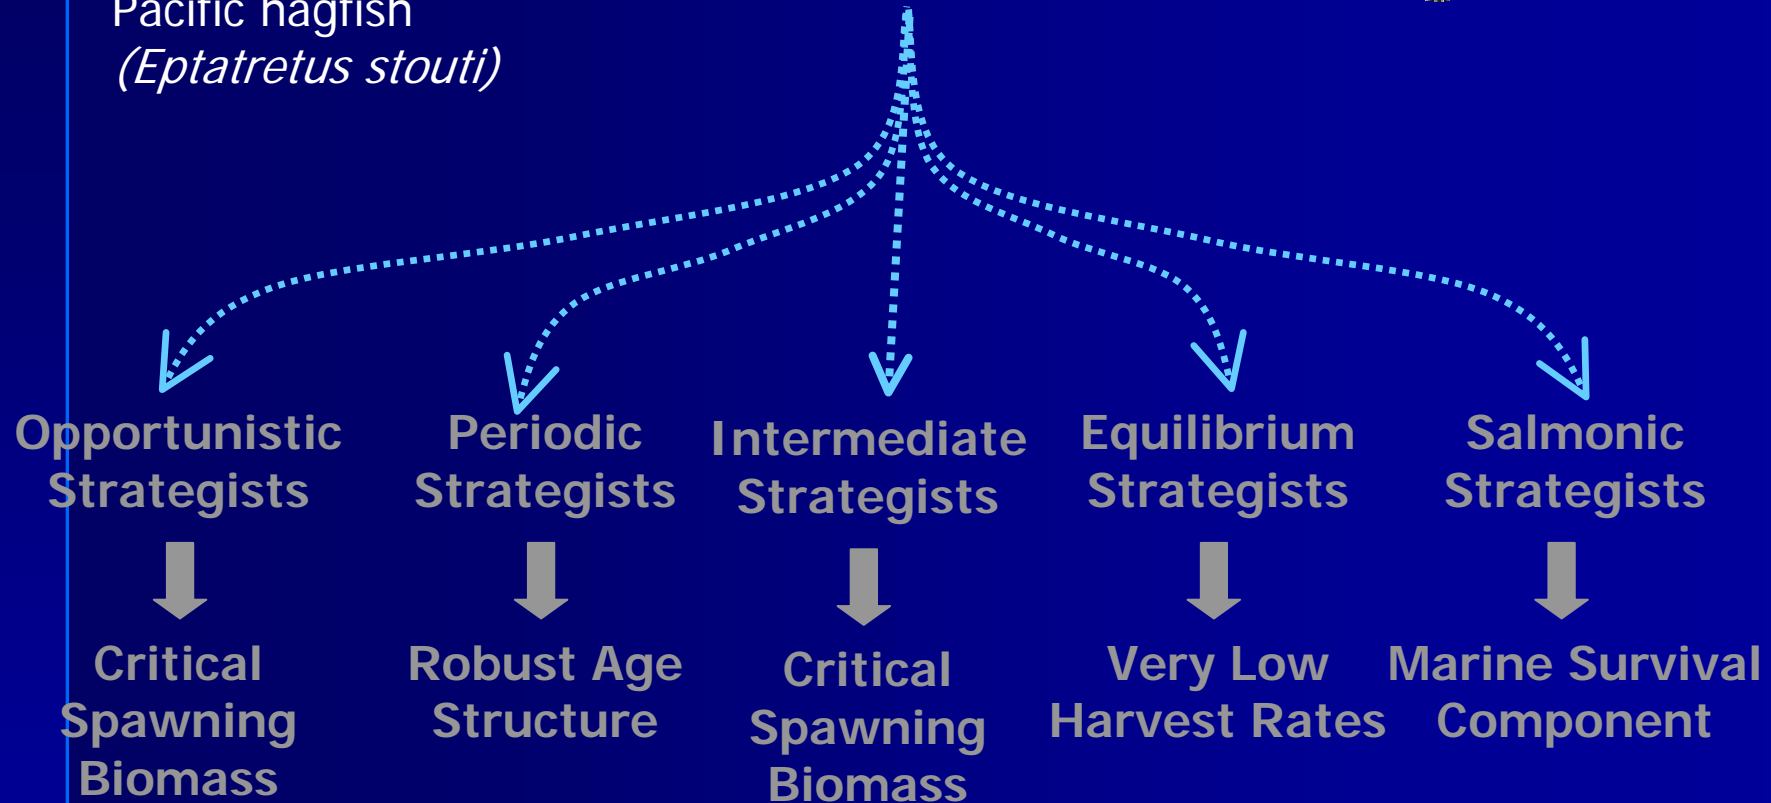 Pacific hagfish
(Eptatretus stouti)
Opportunistic
Strategists
Periodic
Strategists
Intermediate
Strategists
Equilibrium
Strategists
Salmonic
Strategists
Critical
Spawning
Biomass
Robust Age
Structure
Critical
Spawning
Biomass
Very Low
Harvest Rates
Marine Survival
Component